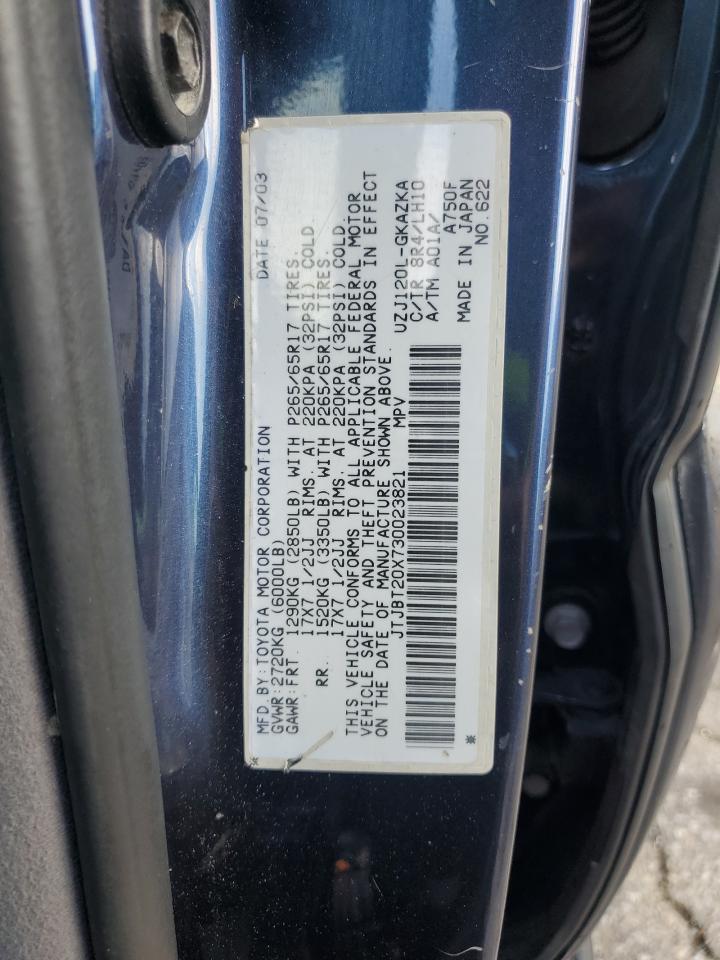 MFD. BY: TOYOTA MOTOR CORPORATION DATE 07/03
GVWR: 2720KG (6000LB)
GAWR: FRT. 1290KG (2850LB) WITH P265/65R17 TIRES.
17X7 1/2JJ RIMS. AT 220KPA (32PSI) COLD
RR. 1520KG (3350LB) WITH P265/65R17 TIRES.
17X7 1/2JJ RIMS. AT 220KPA (32PSI) COLD.
THIS VEHICLE CONFORMS TO ALL APPLICABLE FEDERAL MOTOR
VEHICLE SAFETY AND THEFT PREVENTION STANDARDS IN EFFECT
ON THE DATE OF MANUFACTURE SHOWN ABOVE.
JTJBT20X730023821 MPV
UZJ120L-GKAZKA
C/TR 8R4/LH10
A/TM A01A/ A750F
MADE IN JAPAN
NO.622